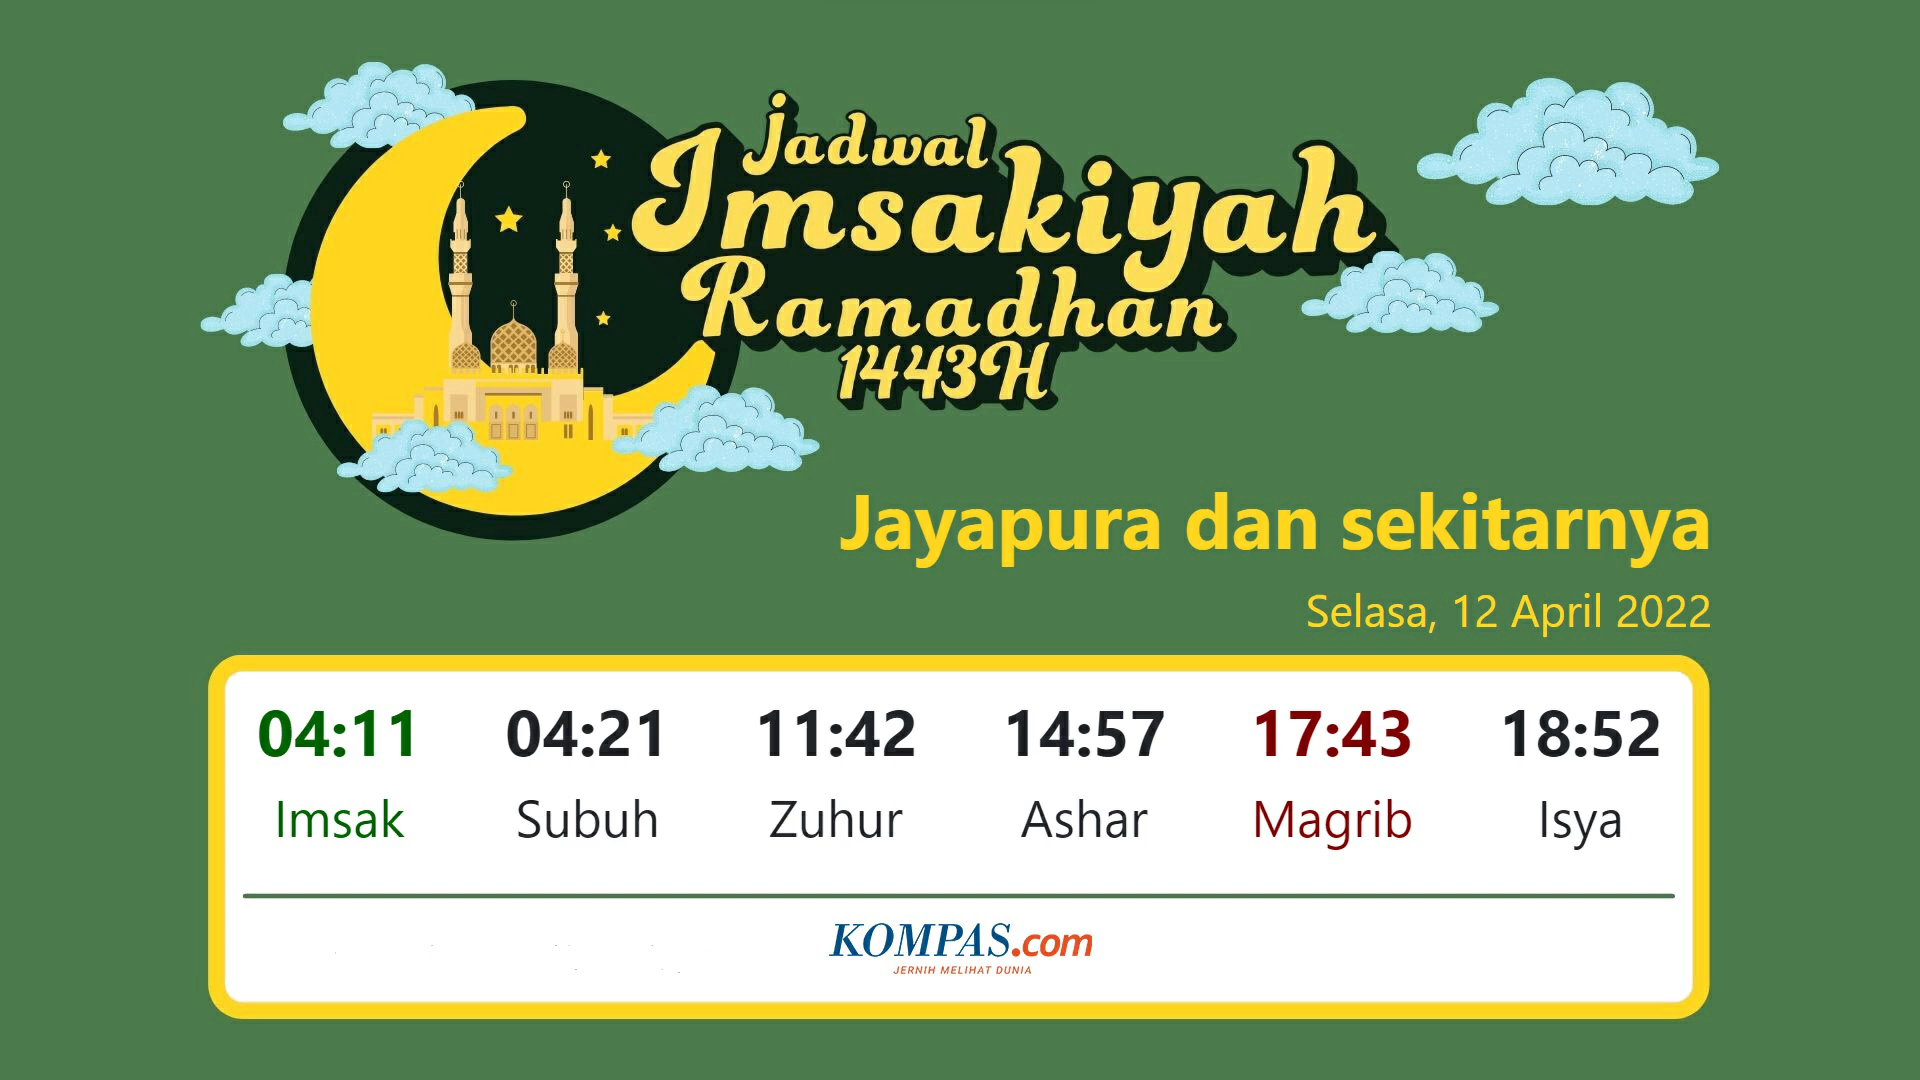 Jadwal
Imsakiyah
Ramadhan
1443H
Jayapura dan sekitarnya
Selasa, 12 April 2022
04:11 04:21 11:42 14:57 17:43 18:52
Imsak Subuh Zuhur Ashar Magrib Isya
KOMPAS.com
JERNIH MELIHAT DUNIA